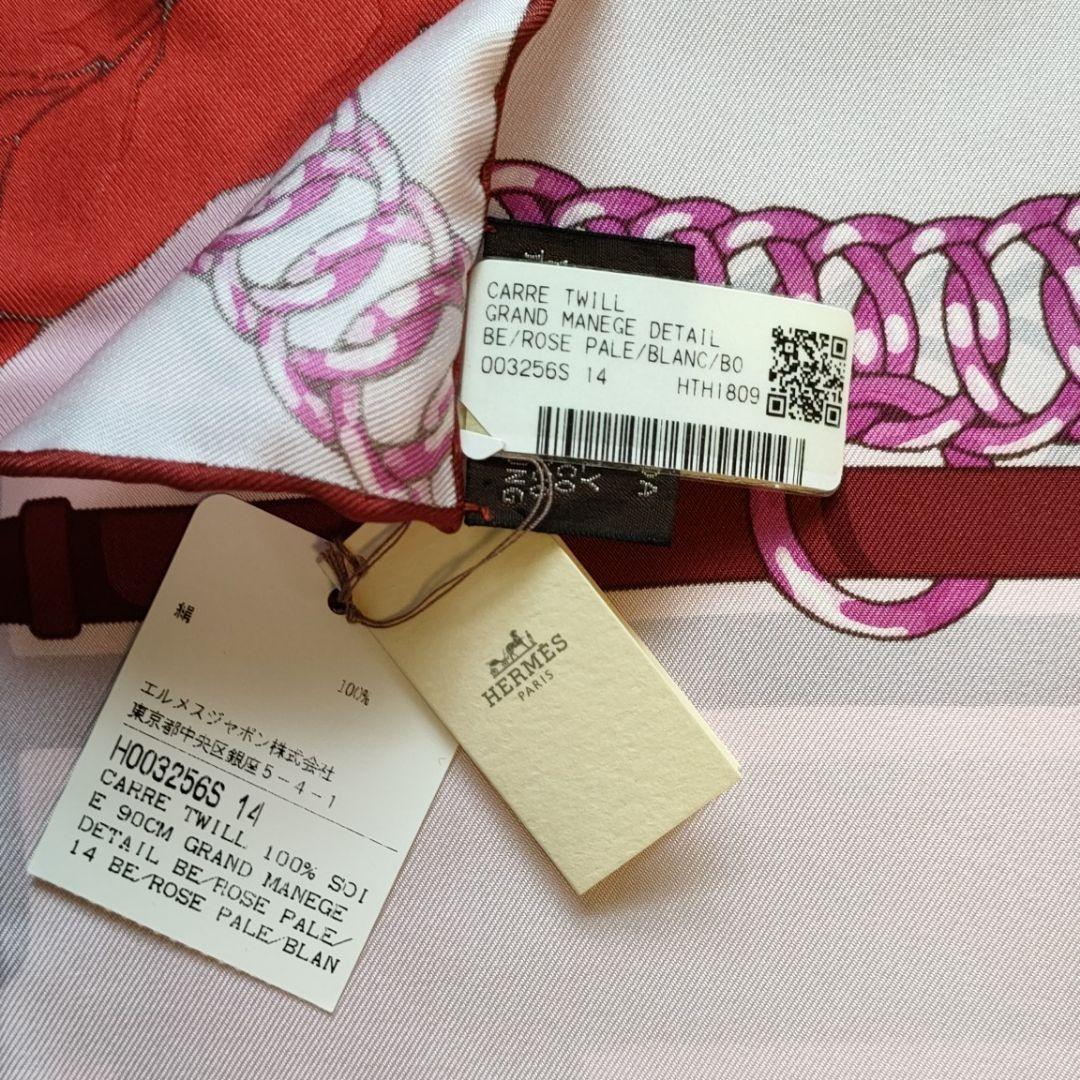 CARRE TWILL
GRAND MANEGE DETAIL
BE/ROSE PALE/BLANC/BO
003256S 14 HTH1809
HERMÈS
PARIS
絹
100%
エルメスジャポン株式会社
東京都中央区銀座5-4-1
H003256S 14
CARRE TWILL 100% SOI
E 90CM GRAND MANEGE
DETAIL BE/ROSE PALE/
14 BE/ROSE PALE/BLAN